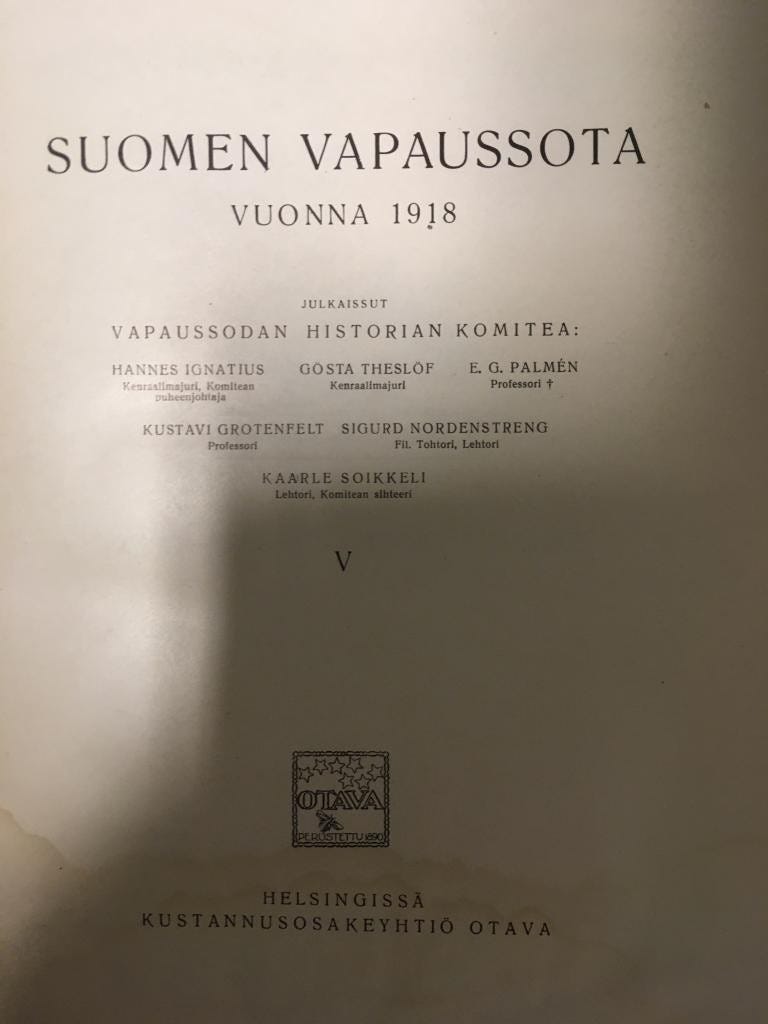 SUOMEN VAPAUSSOTA
VUONNA 1918
JULKAISSUT
VAPAUSSODAN HISTORIAN KOMITEA:
HANNES IGNATIUS GÖSTA THESLÖF E. G. PALMÉN
Kenraalimajuri, Komitean Kenraalimajuri Professori †
puheenjohtaja
KUSTAVI GROTENFELT SIGURD NORDENSTRENG
Professori Fil. Tohtori, Lehtori
KAARLE SOIKKELI
Lehtori, Komitean sihteeri
V
OTAVA
PERUSTETTU 1890
HELSINGISSÄ
KUSTANNUSOSAKEYHTIÖ OTAVA